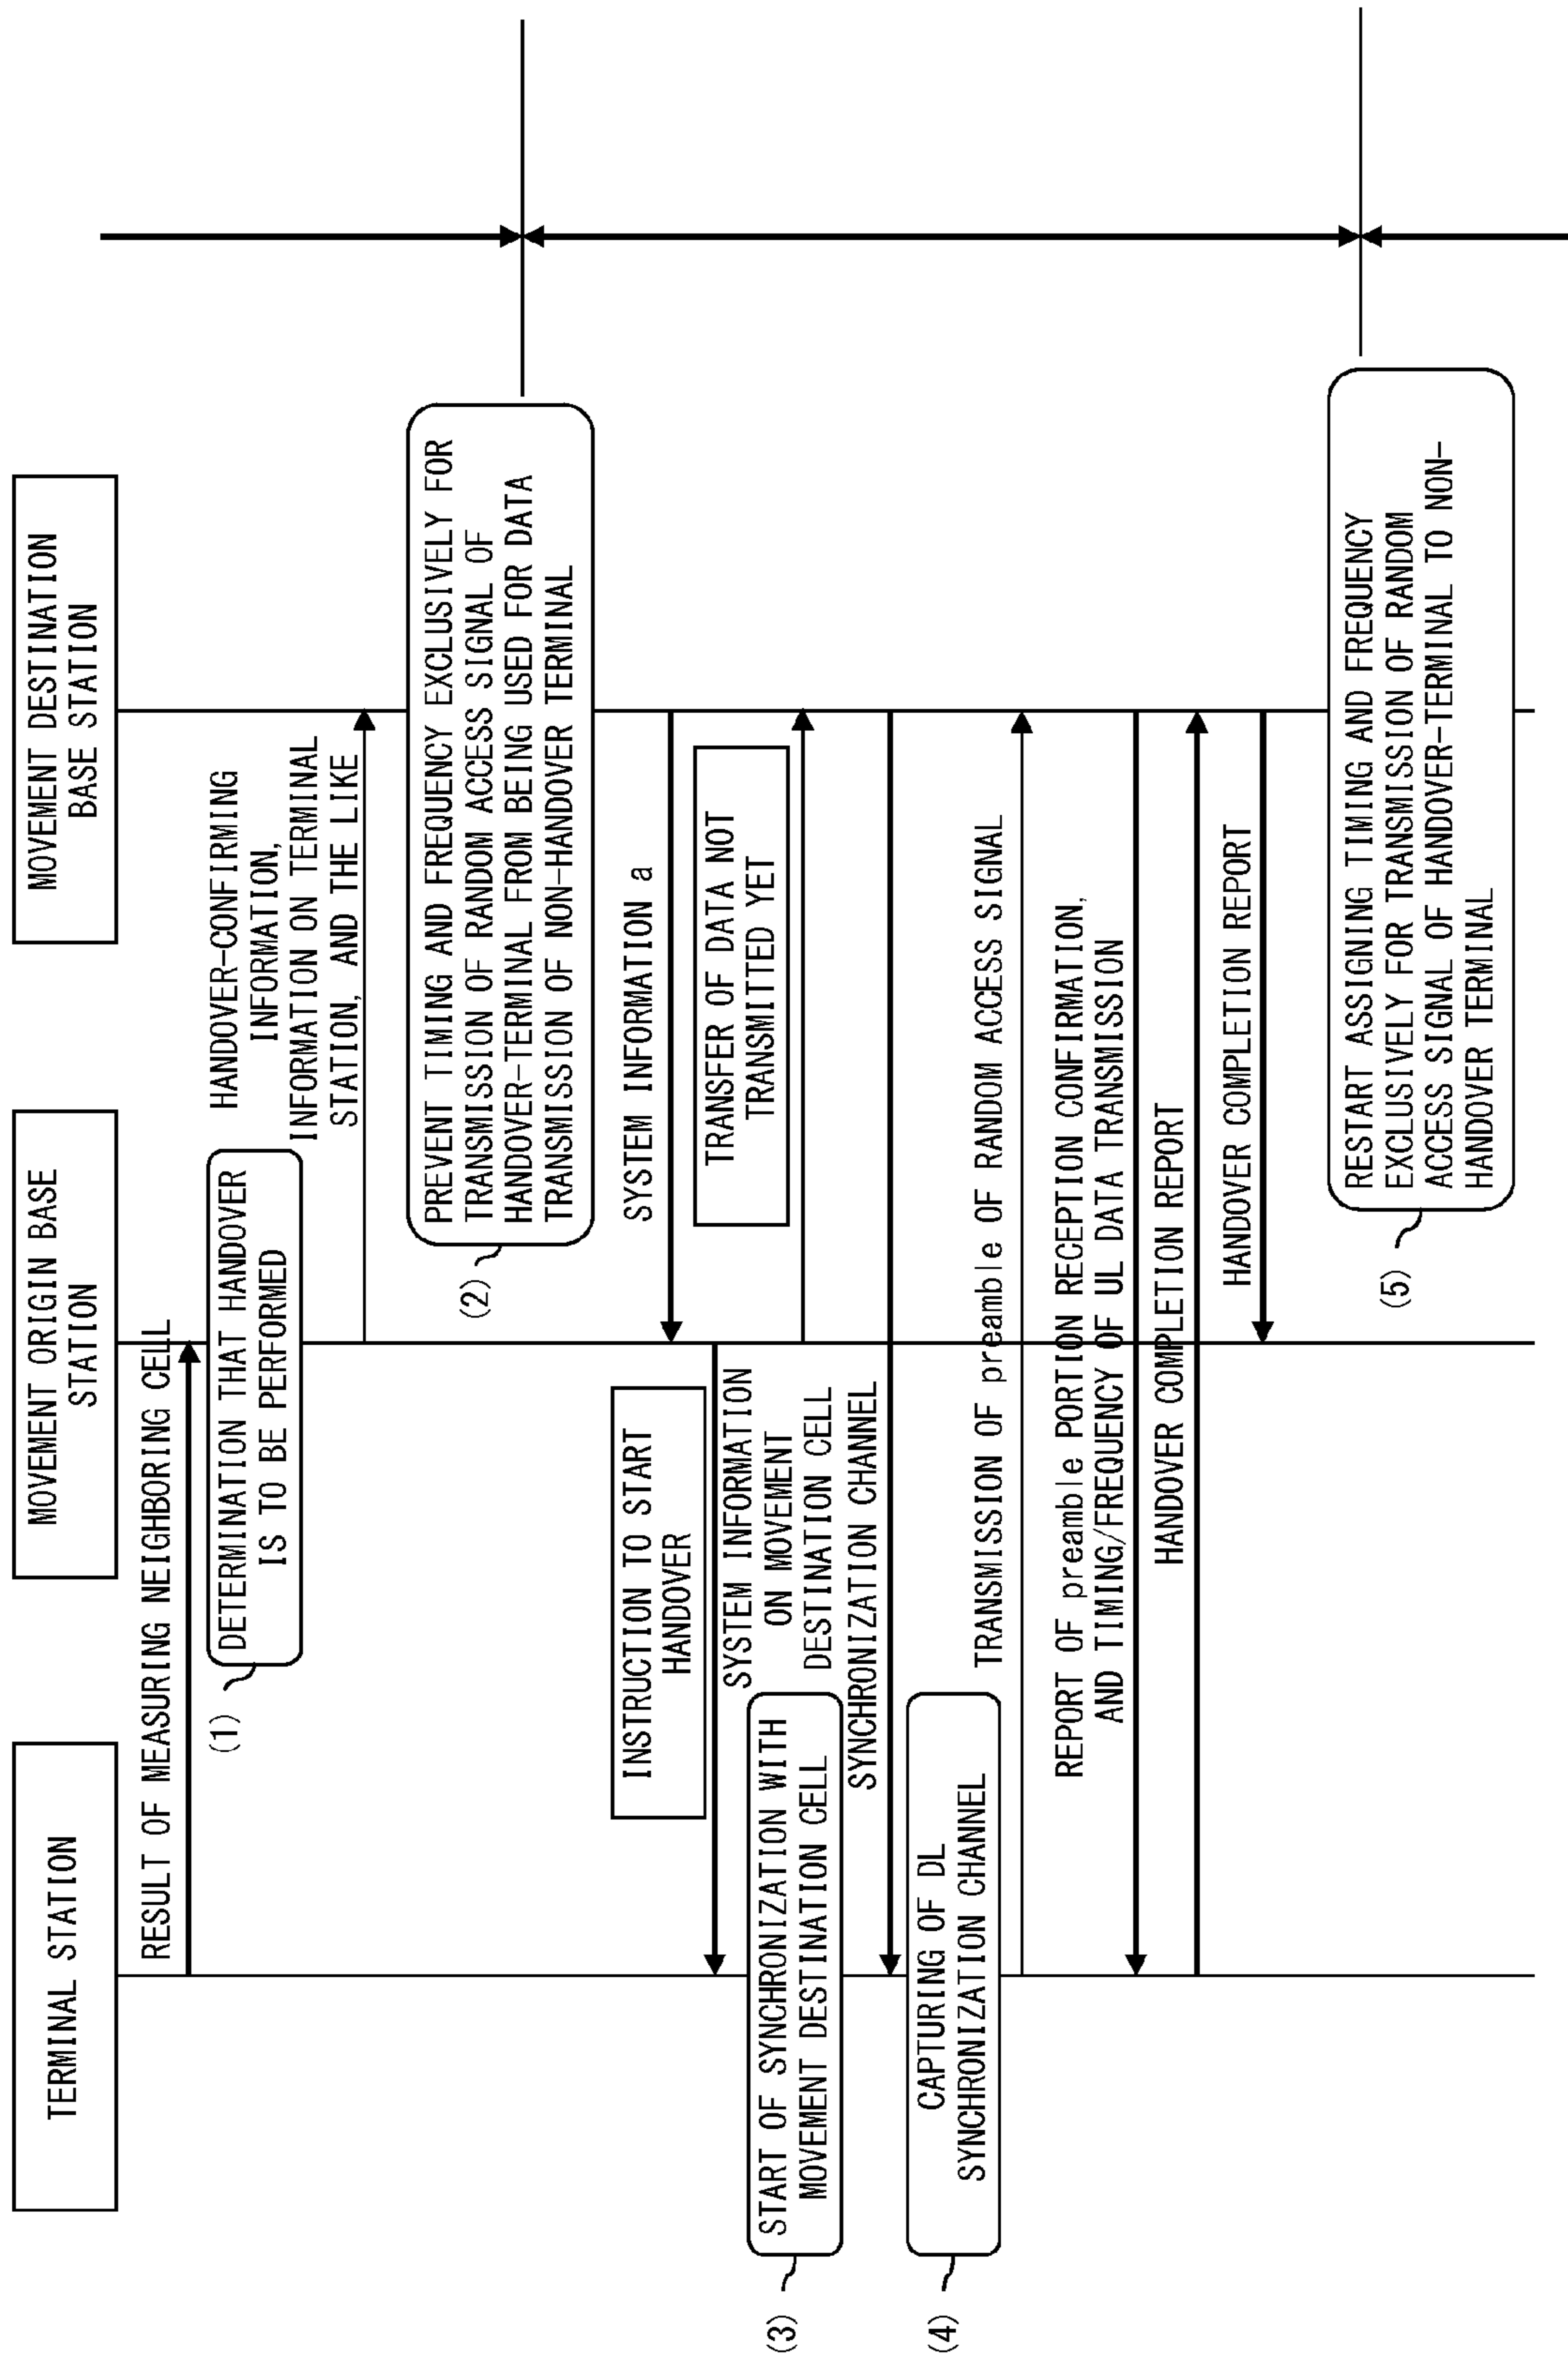 TERMINAL STATION
MOVEMENT ORIGIN BASE
STATION
MOVEMENT DESTINATION
BASE STATION
RESULT OF MEASURING NEIGHBORING CELL
(1)
DETERMINATION THAT HANDOVER
IS TO BE PERFORMED
HANDOVER-CONFIRMING
INFORMATION,
INFORMATION ON TERMINAL
STATION, AND THE LIKE
(2)
PREVENT TIMING AND FREQUENCY EXCLUSIVELY FOR
TRANSMISSION OF RANDOM ACCESS SIGNAL OF
HANDOVER-TERMINAL FROM BEING USED FOR DATA
TRANSMISSION OF NON-HANDOVER TERMINAL
SYSTEM INFORMATION a
INSTRUCTION TO START
HANDOVER
TRANSFER OF DATA NOT
TRANSMITTED YET
SYSTEM INFORMATION
ON MOVEMENT
DESTINATION CELL
(3)
START OF SYNCHRONIZATION WITH
MOVEMENT DESTINATION CELL
SYNCHRONIZATION CHANNEL
(4)
CAPTURING OF DL
SYNCHRONIZATION CHANNEL
TRANSMISSION OF preamble OF RANDOM ACCESS SIGNAL
REPORT OF preamble PORTION RECEPTION CONFIRMATION,
AND TIMING/FREQUENCY OF UL DATA TRANSMISSION
HANDOVER COMPLETION REPORT
HANDOVER COMPLETION REPORT
(5)
RESTART ASSIGNING TIMING AND FREQUENCY
EXCLUSIVELY FOR TRANSMISSION OF RANDOM
ACCESS SIGNAL OF HANDOVER-TERMINAL TO NON-
HANDOVER TERMINAL